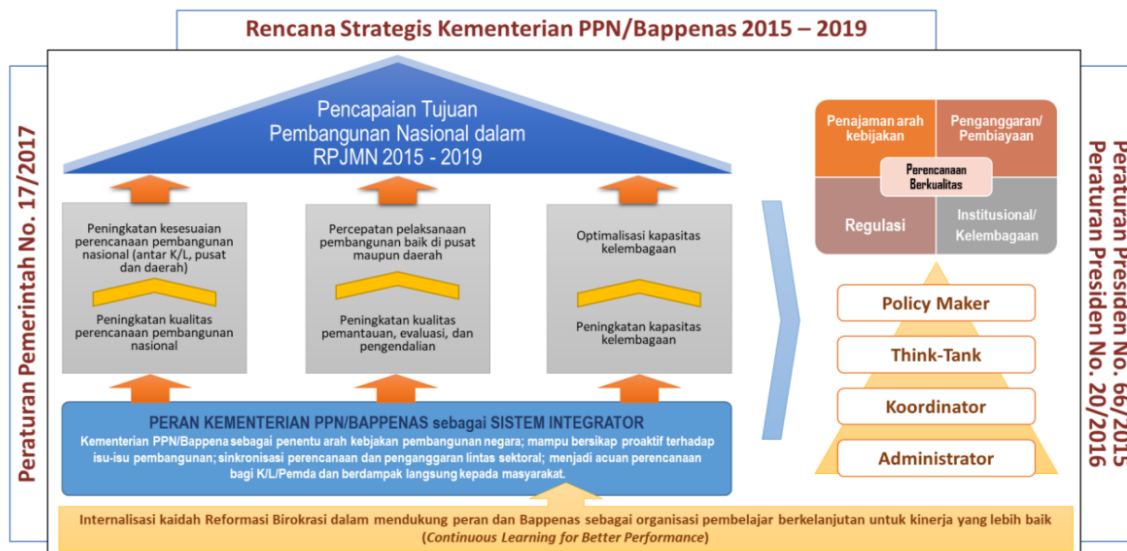 Rencana Strategis Kementerian PPN/Bappenas 2015 – 2019
Peraturan Pemerintah No. 17/2017
Pencapaian Tujuan
Pembangunan Nasional dalam
RPJMN 2015 - 2019
Peningkatan kesesuaian
perencanaan pembangunan
nasional (antar K/L, pusat
dan daerah)
Peningkatan kualitas
perencanaan pembangunan
nasional
Percepatan pelaksanaan
pembangunan baik di pusat
maupun daerah
Peningkatan kualitas
pemantauan, evaluasi, dan
pengendalian
Optimalisasi kapasitas
kelembagaan
Peningkatan kapasitas
kelembagaan
PERAN KEMENTERIAN PPN/BAPPENAS sebagai SISTEM INTEGRATOR
Kementerian PPN/Bappena sebagai penentu arah kebijakan pembangunan negara; mampu bersikap proaktif terhadap
isu-isu pembangunan; sinkronisasi perencanaan dan penganggaran lintas sektoral; menjadi acuan perencanaan
bagi K/L/Pemda dan berdampak langsung kepada masyarakat.
Internalisasi kaidah Reformasi Birokrasi dalam mendukung peran dan Bappenas sebagai organisasi pembelajar berkelanjutan untuk kinerja yang lebih baik
(Continuous Learning for Better Performance)
Penajaman arah
kebijakan
Penganggaran/
Pembiayaan
Perencanaan
Berkualitas
Regulasi
Institusional/
Kelembagaan
Policy Maker
Think-Tank
Koordinator
Administrator
Peraturan Presiden No. 66/2015
Peraturan Presiden No. 20/2016